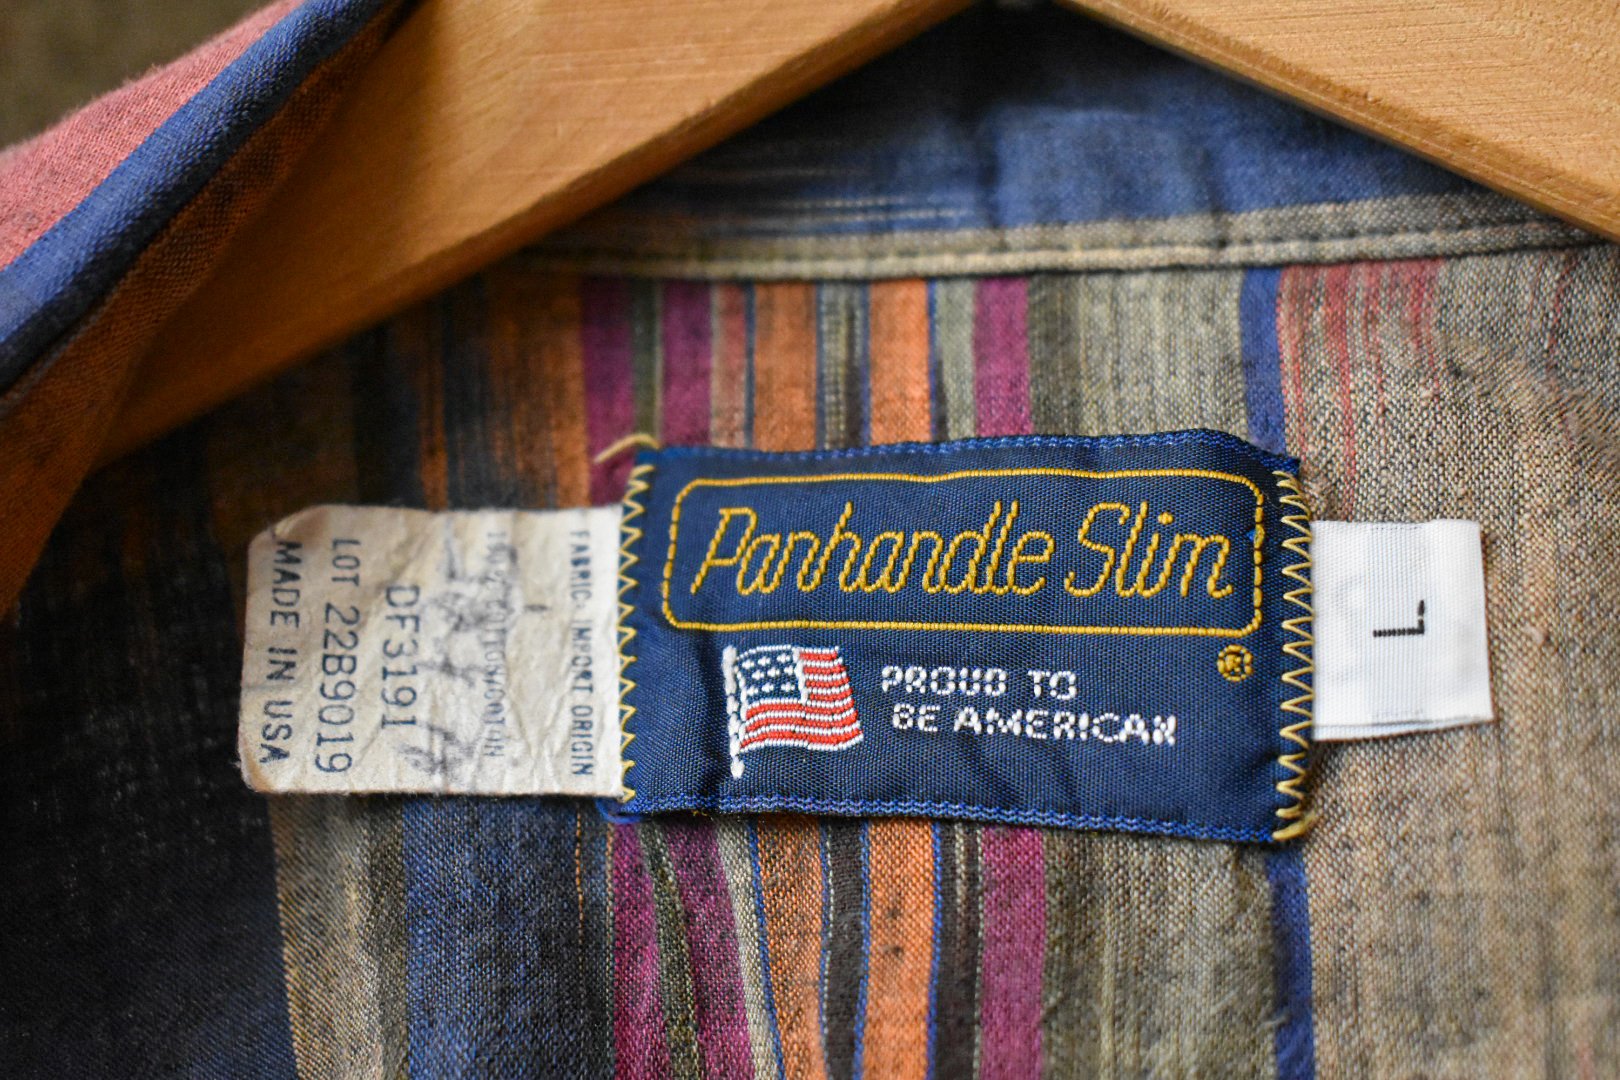 Panhandle Slim
®
PROUD TO
BE AMERICAN
L
FABRIC: IMPORT ORIGIN
DF3191
LOT 22B9019
MADE IN USA